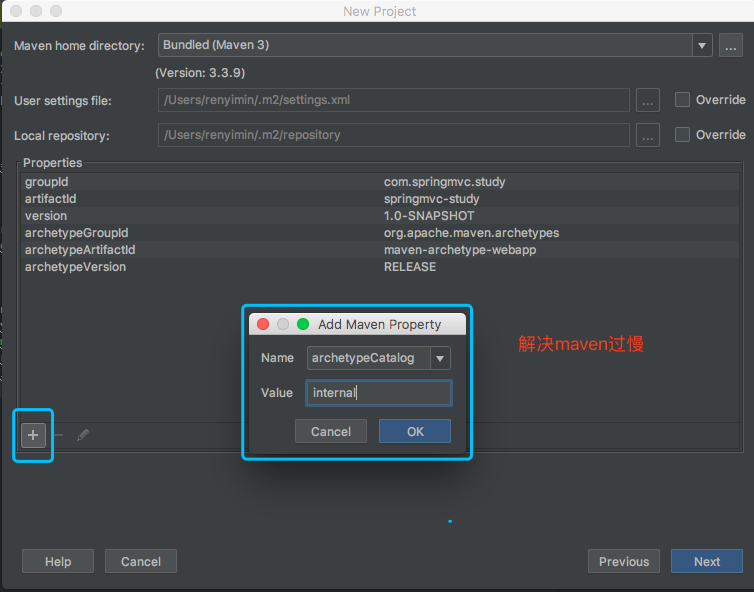 New Project
Maven home directory: Bundled (Maven 3) ...
(Version: 3.3.9)
User settings file: /Users/renyimin/.m2/settings.xml ... Override
Local repository: /Users/renyimin/.m2/repository ... Override
Properties
groupId com.springmvc.study
artifactId springmvc-study
version 1.0-SNAPSHOT
archetypeGroupId org.apache.maven.archetypes
archetypeArtifactId maven-archetype-webapp
archetypeVersion RELEASE
Add Maven Property
Name archetypeCatalog
Value internal
Cancel OK
解决maven过慢
Help Cancel Previous Next